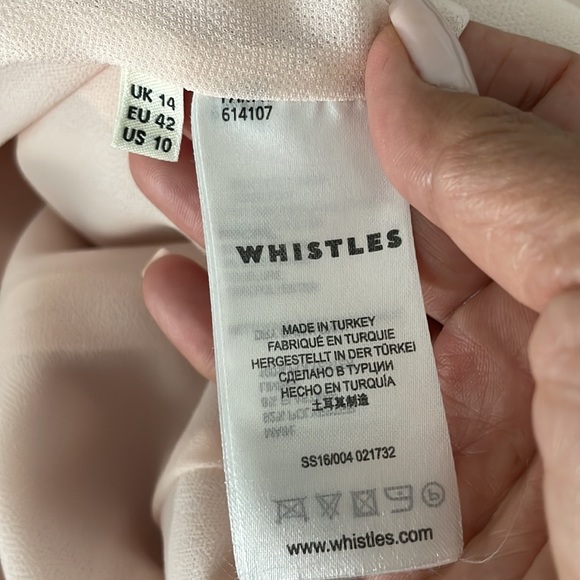 UK 14
EU 42
US 10
614107
WHISTLES
MADE IN TURKEY
FABRIQUÉ EN TURQUIE
HERGESTELLT IN DER TÜRKEI
СДЕЛАНО В ТУРЦИИ
HECHO EN TURQUÍA
土耳其制造
SS16/004 021732
www.whistles.com